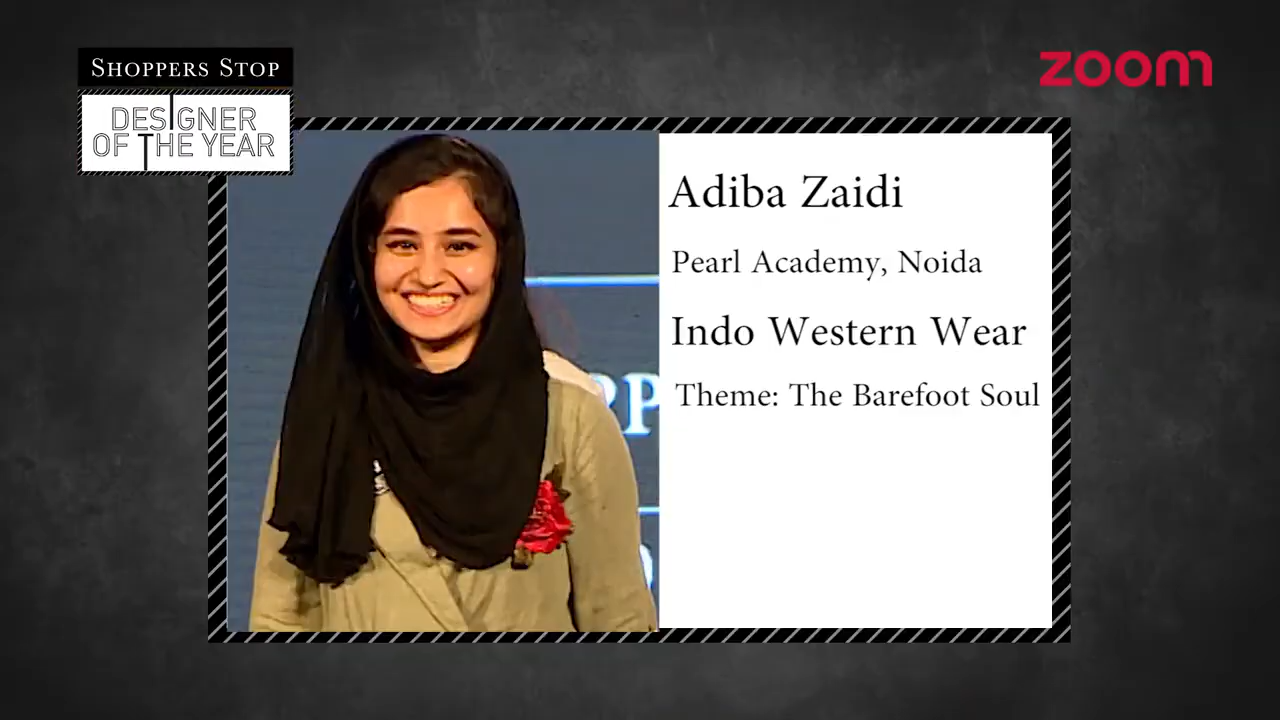 SHOPPERS STOP
DESIGNER
OF THE YEAR
zoom
Adiba Zaidi
Pearl Academy, Noida
Indo Western Wear
Theme: The Barefoot Soul